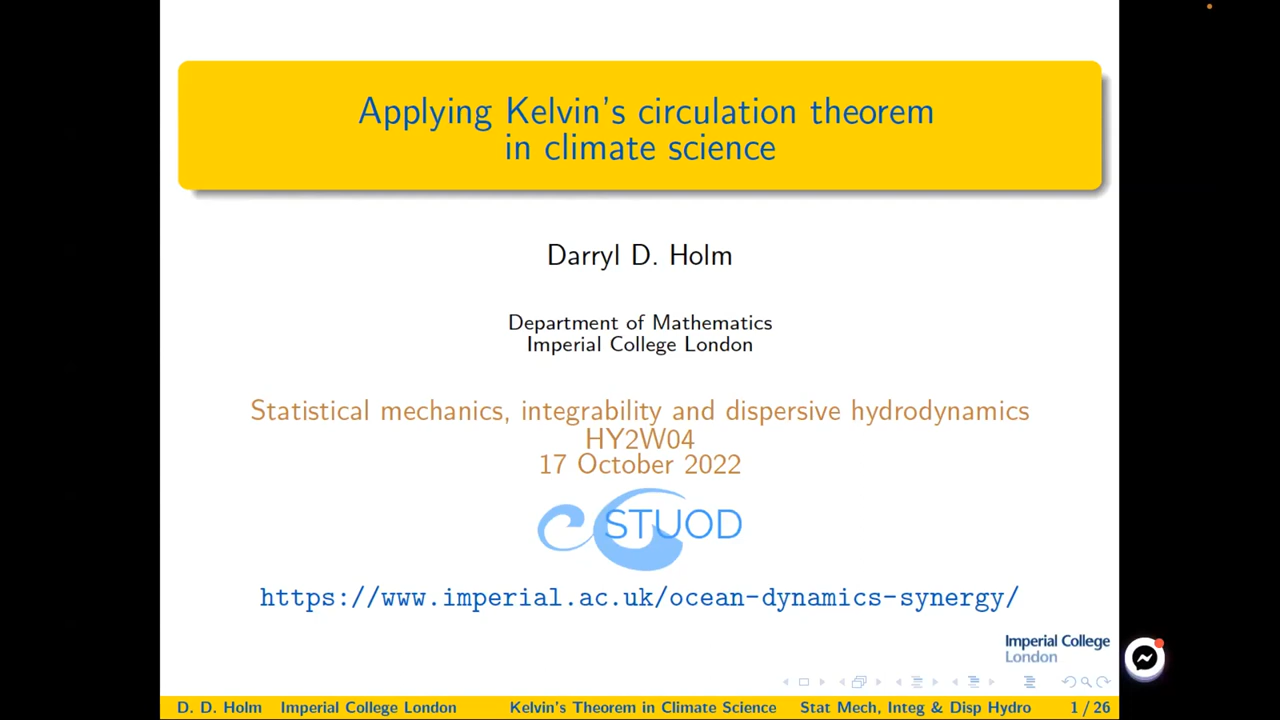 Applying Kelvin's circulation theorem
in climate science
Darryl D. Holm
Department of Mathematics
Imperial College London
Statistical mechanics, integrability and dispersive hydrodynamics
HY2W04
17 October 2022
STUOD
https://www.imperial.ac.uk/ocean-dynamics-synergy/
Imperial College
London
D. D. Holm Imperial College London Kelvin's Theorem in Climate Science Stat Mech, Integ & Disp Hydro 1 / 26